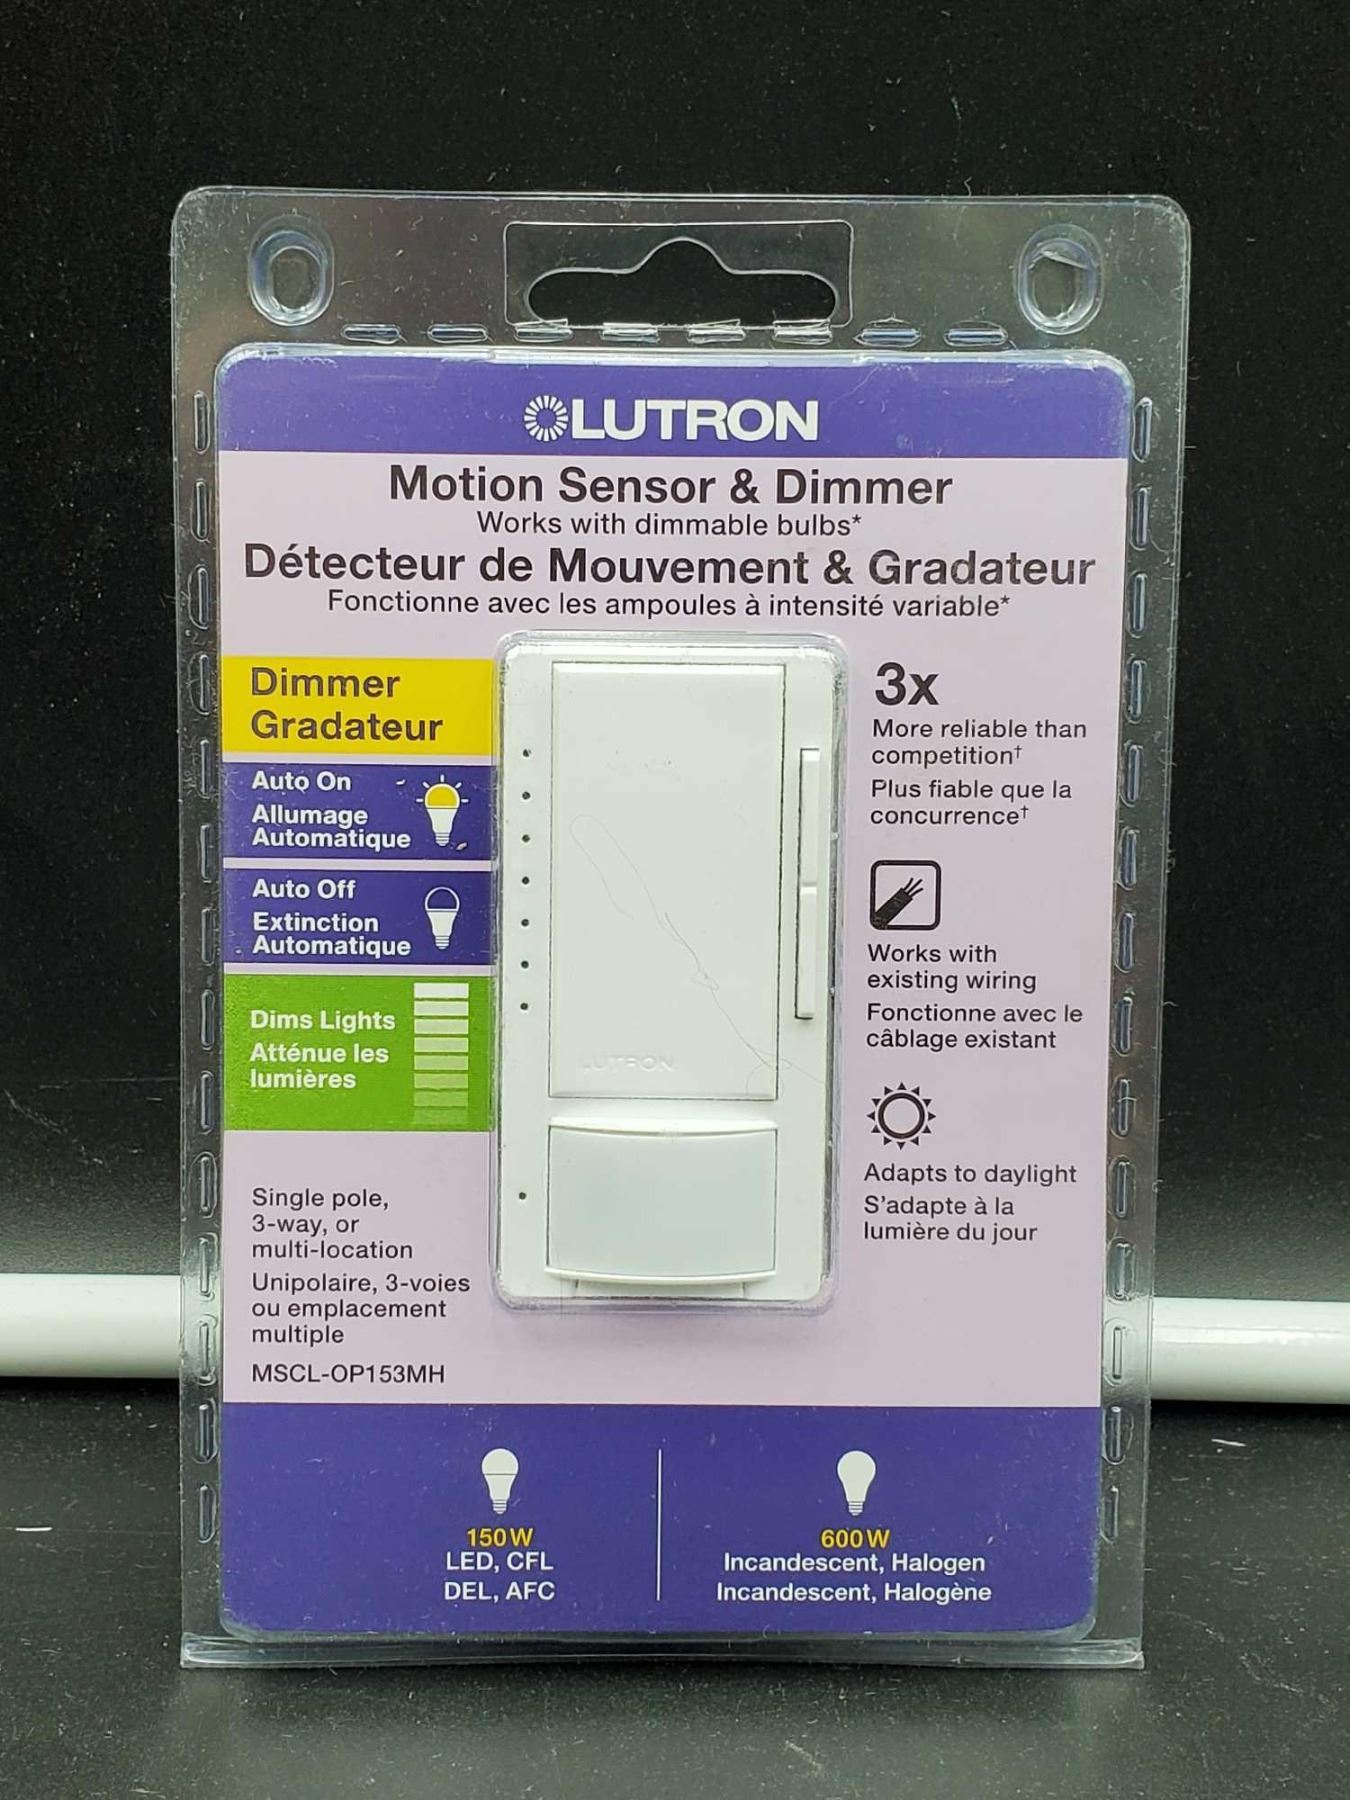 LUTRON
Motion Sensor & Dimmer
Works with dimmable bulbs*
Détecteur de Mouvement & Gradateur
Fonctionne avec les ampoules à intensité variable*
Dimmer
Gradateur
Auto On
Allumage
Automatique
Auto Off
Extinction
Automatique
Dims Lights
Atténue les
lumières
Single pole,
3-way, or
multi-location
Unipolaire, 3-voies
ou emplacement
multiple
MSCL-OP153MH
LUTRON
3x
More reliable than
competition†
Plus fiable que la
concurrence†
Works with
existing wiring
Fonctionne avec le
câblage existant
Adapts to daylight
S'adapte à la
lumière du jour
150W
LED, CFL
DEL, AFC
600W
Incandescent, Halogen
Incandescent, Halogène